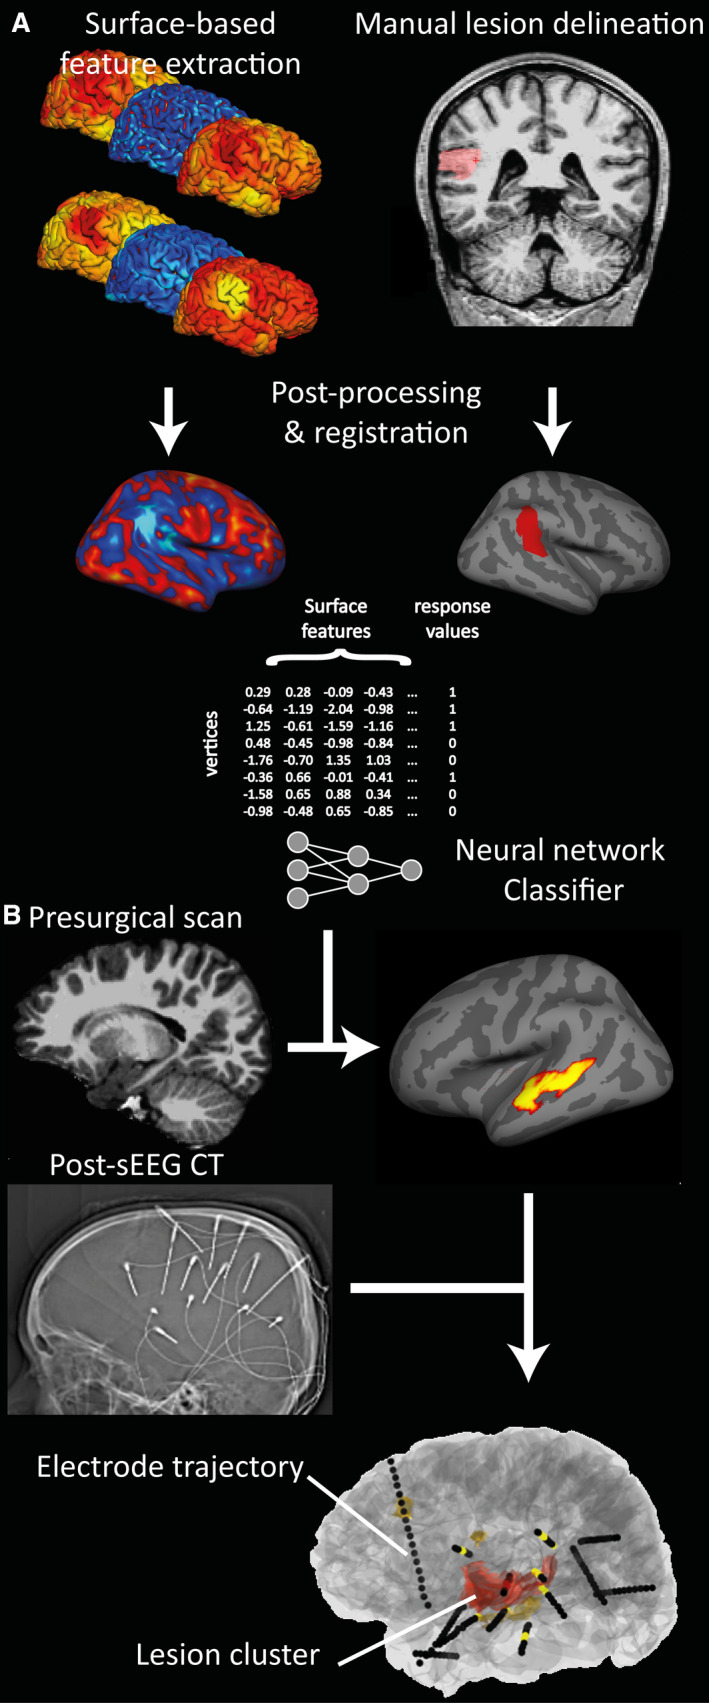 A
Surface-based
feature extraction
Manual lesion delineation
Post-processing
& registration
Surface
features
response
values
vertices
0.29 0.28 -0.09 -0.43 ... 1
-0.64 -1.19 -2.04 -0.98 ... 1
1.25 -0.61 -1.59 -1.16 ... 1
0.48 -0.45 -0.98 -0.84 ... 0
-1.76 -0.70 1.35 1.03 ... 0
-0.36 0.66 -0.01 -0.41 ... 1
-1.58 0.65 0.88 0.34 ... 0
-0.98 -0.48 0.65 -0.85 ... 0
Neural network
Classifier
B
Presurgical scan
Post-sEEG CT
Electrode trajectory
Lesion cluster